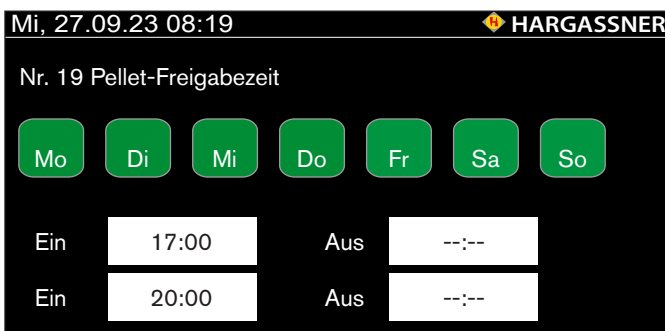 Mi, 27.09.23 08:19 HARGASSNER
Nr. 19 Pellet-Freigabezeit
Mo Di Mi Do Fr Sa So
Ein 17:00 Aus --:--
Ein 20:00 Aus --:--